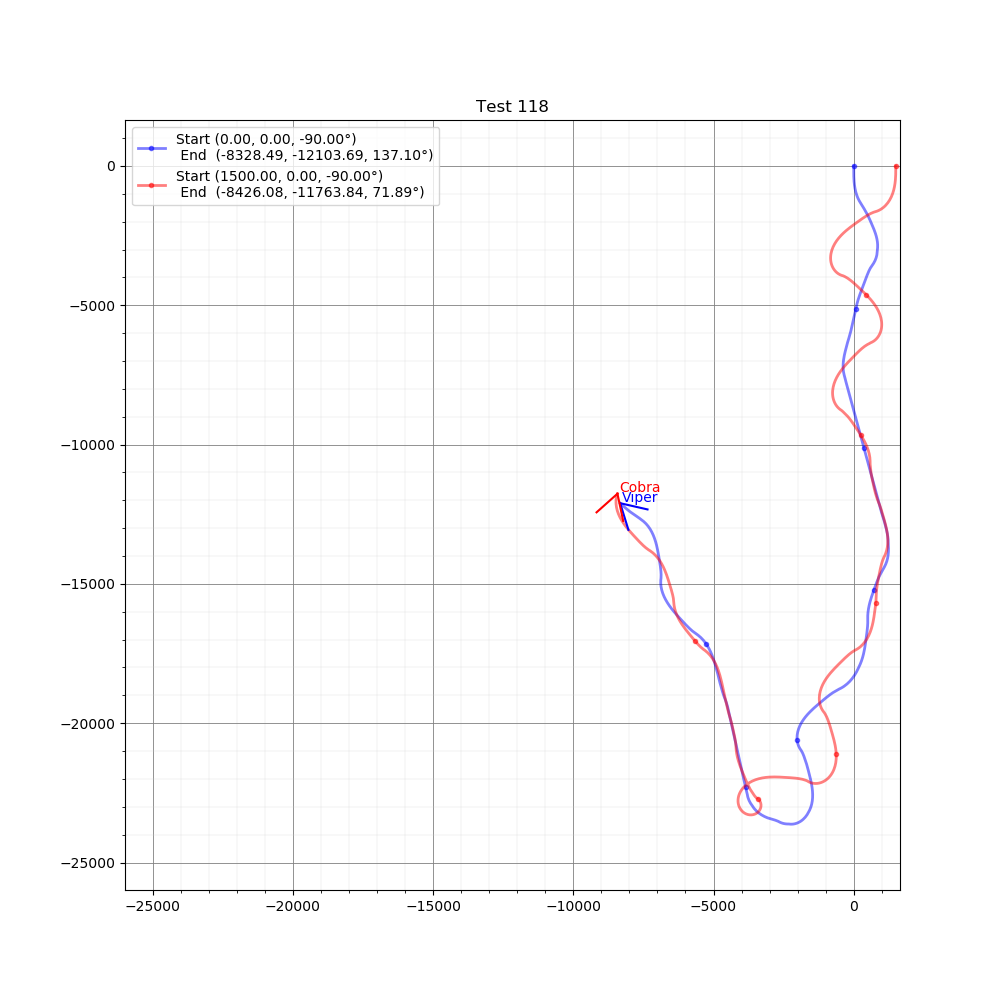 Test 118
Start (0.00, 0.00, -90.00°)
End (-8328.49, -12103.69, 137.10°)
Start (1500.00, 0.00, -90.00°)
End (-8426.08, -11763.84, 71.89°)
0
−5000
−10000
−15000
−20000
−25000
Cobra
Viper
−25000
−20000
−15000
−10000
−5000
0